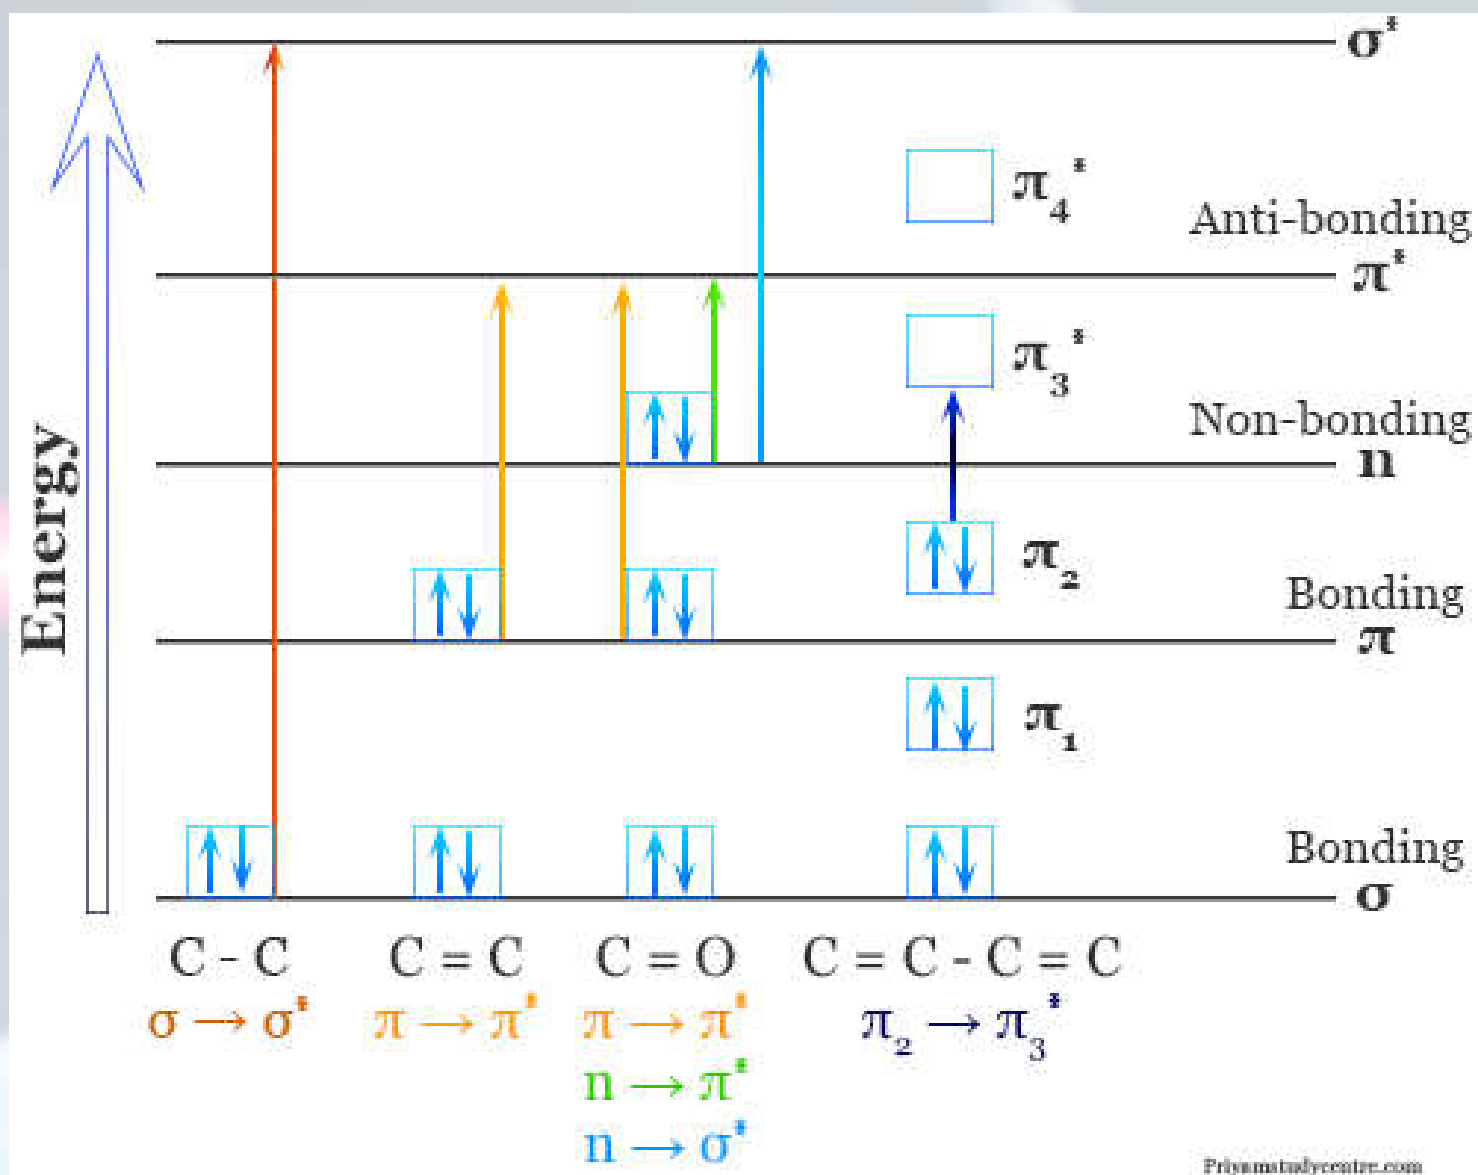 σ*
π₄*
Anti-bonding
π*
π₃*
Non-bonding
n
Energy
π₂
Bonding
π
π₁
Bonding
σ
C - C
C = C
C = O
C = C - C = C
σ → σ*
π → π*
π → π*
π₂ → π₃*
n → π*
n → σ*
Priyamstudycentre.com